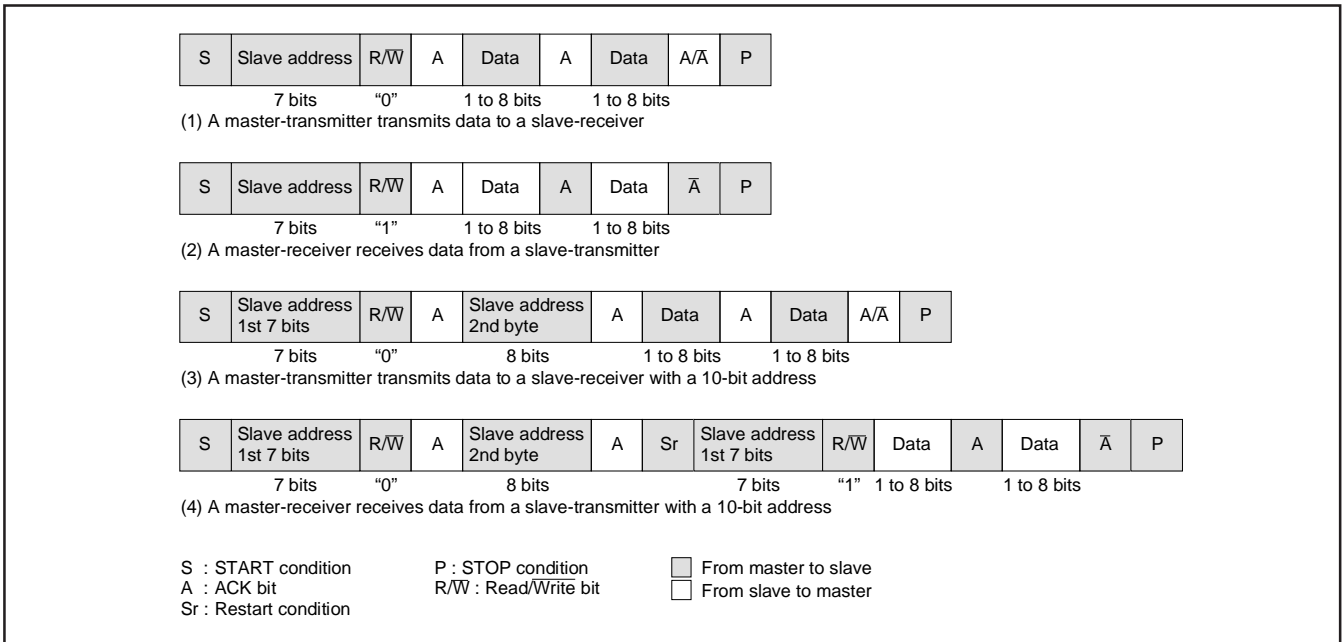 S Slave address R/W̅ A Data A Data A/A̅ P
7 bits “0” 1 to 8 bits 1 to 8 bits
(1) A master-transmitter transmits data to a slave-receiver
S Slave address R/W̅ A Data A Data A̅ P
7 bits “1” 1 to 8 bits 1 to 8 bits
(2) A master-receiver receives data from a slave-transmitter
S Slave address 1st 7 bits R/W̅ A Slave address 2nd byte A Data A Data A/A̅ P
7 bits “0” 8 bits 1 to 8 bits 1 to 8 bits
(3) A master-transmitter transmits data to a slave-receiver with a 10-bit address
S Slave address 1st 7 bits R/W̅ A Slave address 2nd byte A Sr Slave address 1st 7 bits R/W̅ Data A Data A̅ P
7 bits “0” 8 bits 7 bits “1” 1 to 8 bits 1 to 8 bits
(4) A master-receiver receives data from a slave-transmitter with a 10-bit address
S : START condition P : STOP condition From master to slave
A : ACK bit R/W̅ : Read/W̅r̅i̅t̅e̅ bit From slave to master
Sr : Restart condition